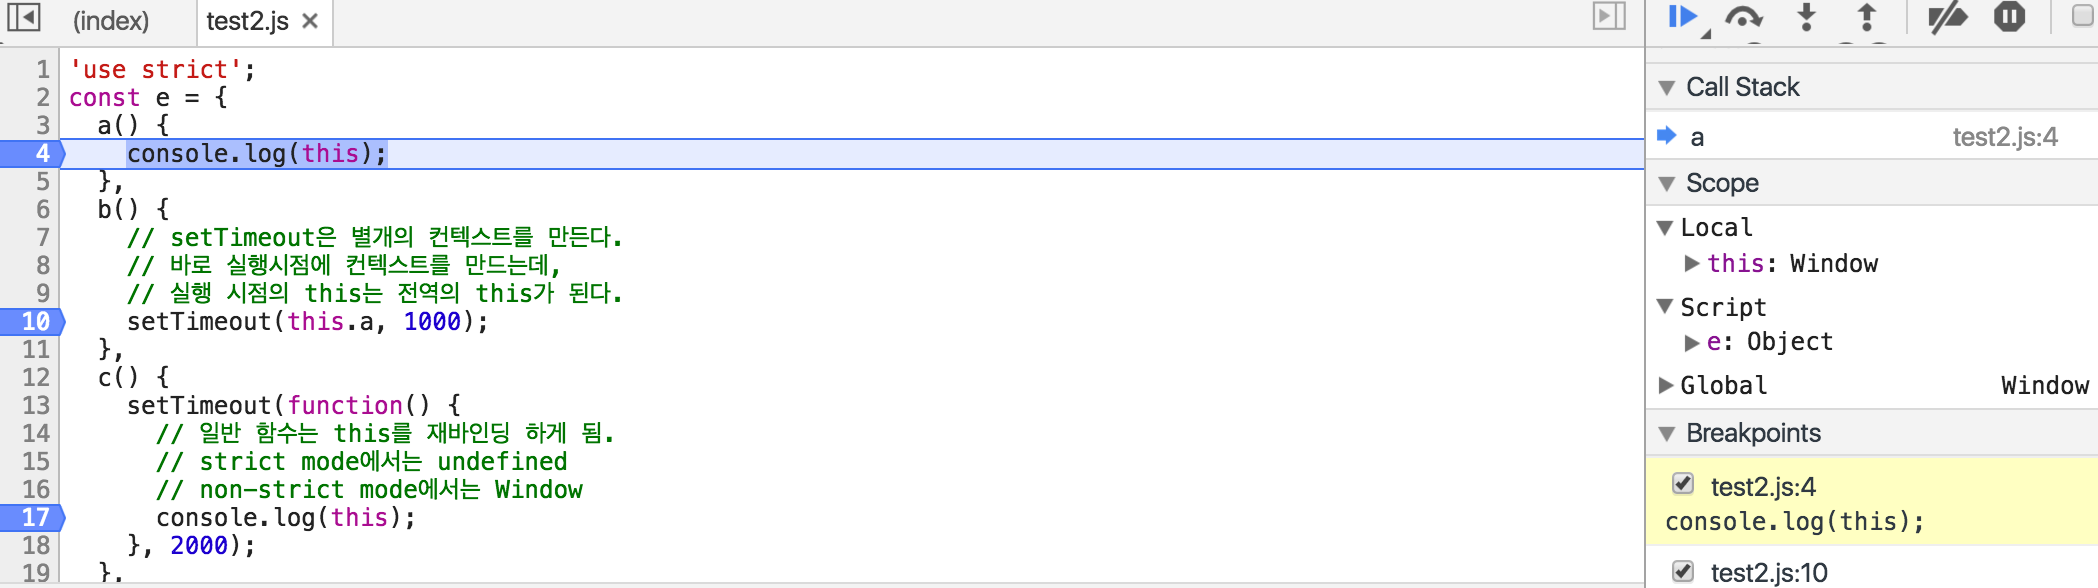 (index) test2.js ×
1 'use strict';
2 const e = {
3 a() {
4 console.log(this);
5 },
6 b() {
7 // setTimeout은 별개의 컨텍스트를 만든다.
8 // 바로 실행시점에 컨텍스트를 만드는데,
9 // 실행 시점의 this는 전역의 this가 된다.
10 setTimeout(this.a, 1000);
11 },
12 c() {
13 setTimeout(function() {
14 // 일반 함수는 this를 재바인딩 하게 됨.
15 // strict mode에서는 undefined
16 // non-strict mode에서는 Window
17 console.log(this);
18 }, 2000);
19 },
Call Stack
a test2.js:4
Scope
Local
this: Window
Script
e: Object
Global Window
Breakpoints
test2.js:4
console.log(this);
test2.js:10